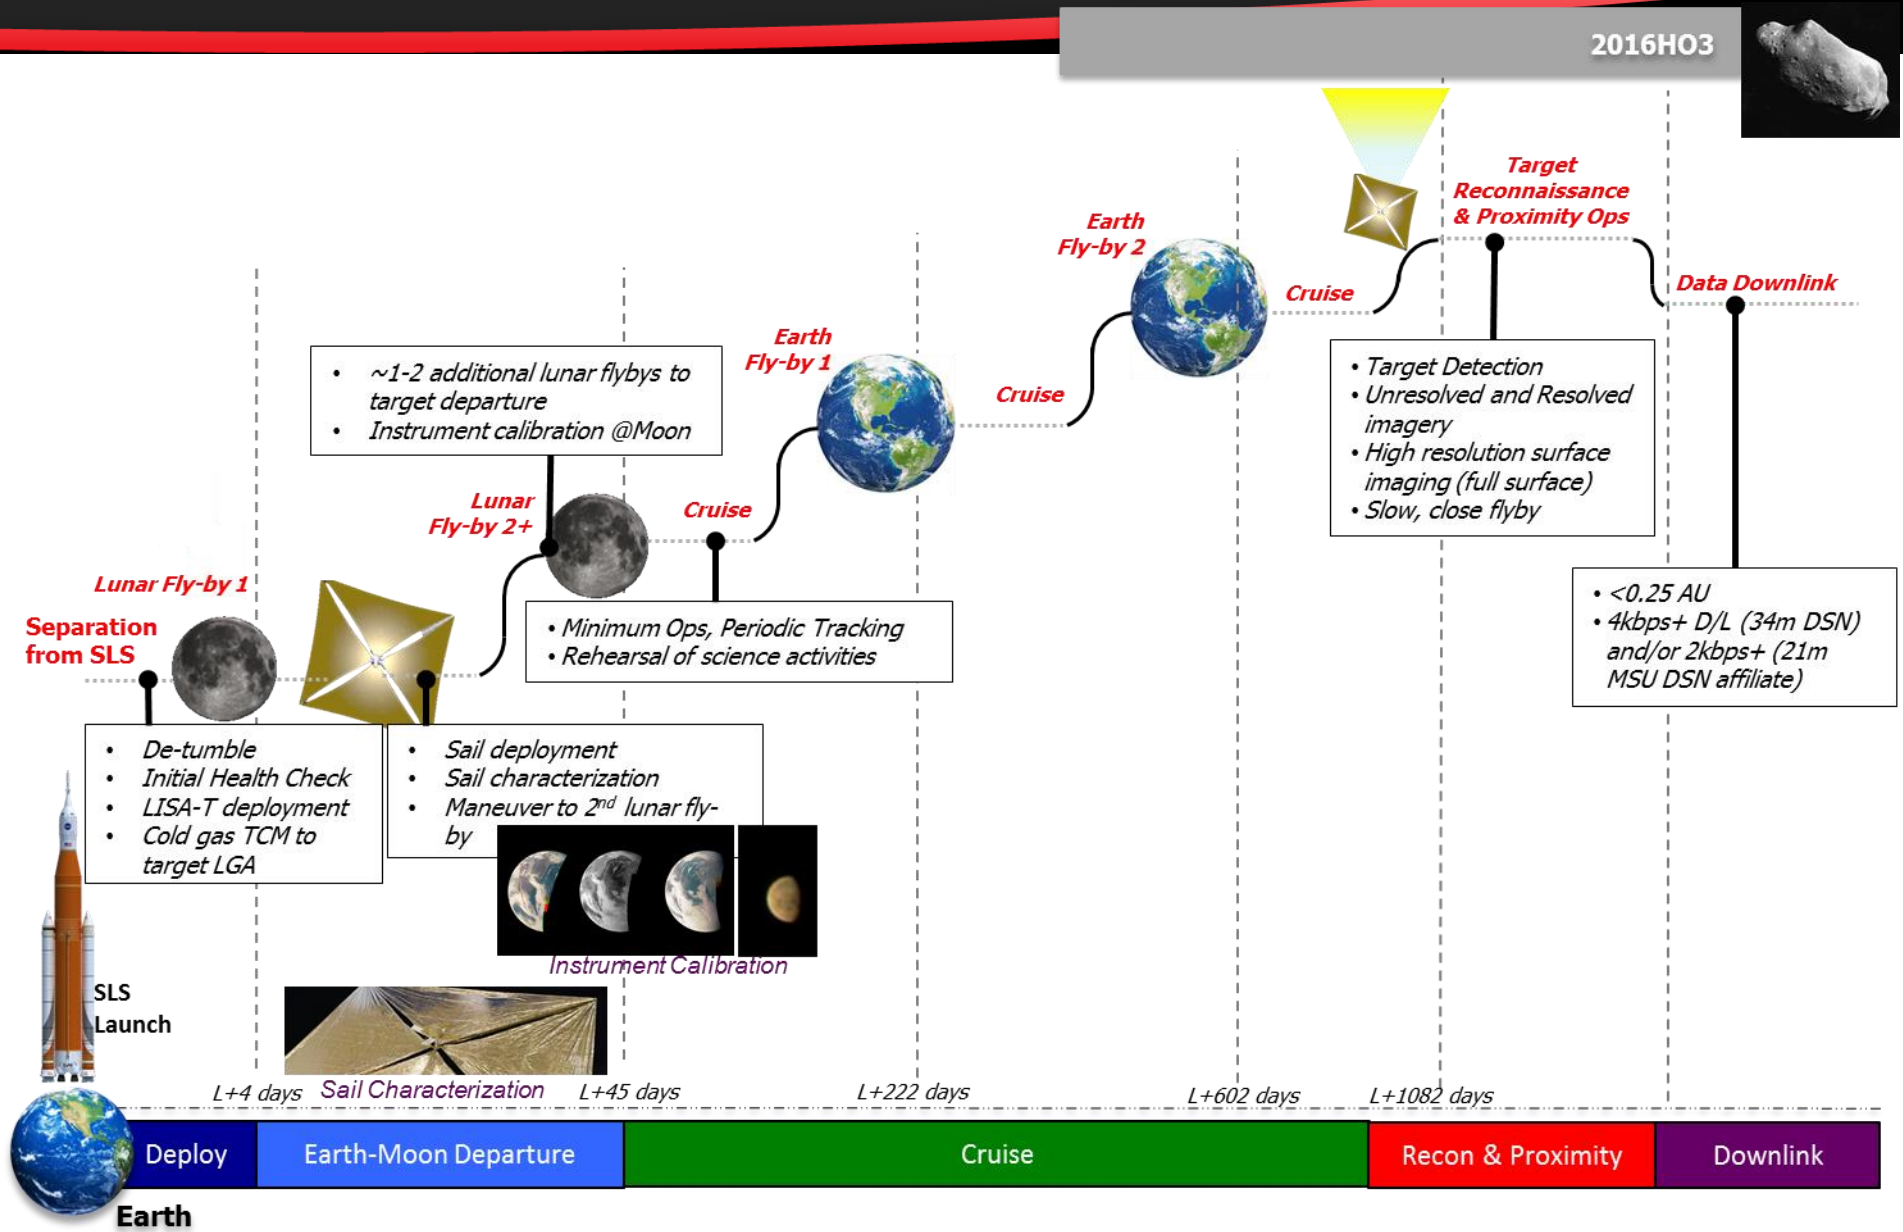 2016HO3
Target
Reconnaissance
& Proximity Ops
Earth
Fly-by 2
Cruise
Data Downlink
Earth
Fly-by 1
Cruise
• ~1-2 additional lunar flybys to
target departure
• Instrument calibration @Moon
• Target Detection
• Unresolved and Resolved
imagery
• High resolution surface
imaging (full surface)
• Slow, close flyby
Lunar
Fly-by 2+
Cruise
Lunar Fly-by 1
Separation
from SLS
• Minimum Ops, Periodic Tracking
• Rehearsal of science activities
• <0.25 AU
• 4kbps+ D/L (34m DSN)
and/or 2kbps+ (21m
MSU DSN affiliate)
• De-tumble
• Initial Health Check
• LISA-T deployment
• Cold gas TCM to
target LGA
• Sail deployment
• Sail characterization
• Maneuver to 2nd lunar fly-
by
Instrument Calibration
SLS
Launch
Sail Characterization
L+4 days
L+45 days
L+222 days
L+602 days
L+1082 days
Deploy
Earth-Moon Departure
Cruise
Recon & Proximity
Downlink
Earth